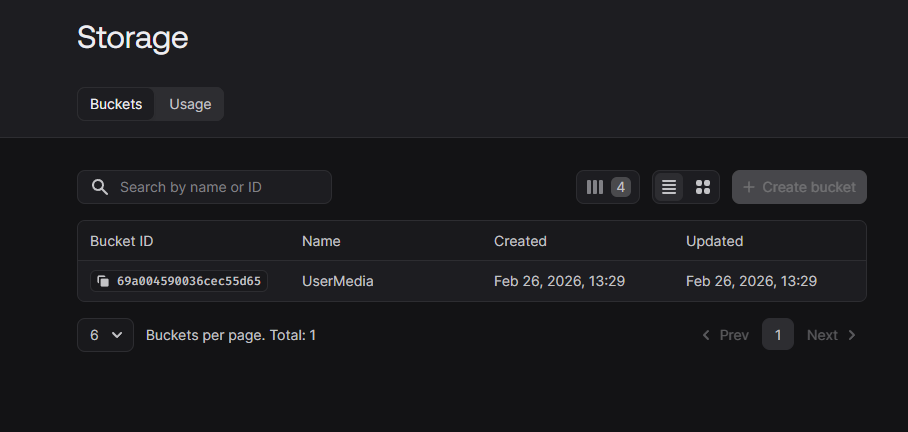 Storage
Buckets Usage
Search by name or ID 4 + Create bucket
Bucket ID Name Created Updated
69a004590036cec55d65 UserMedia Feb 26, 2026, 13:29 Feb 26, 2026, 13:29
6 Buckets per page. Total: 1 Prev 1 Next